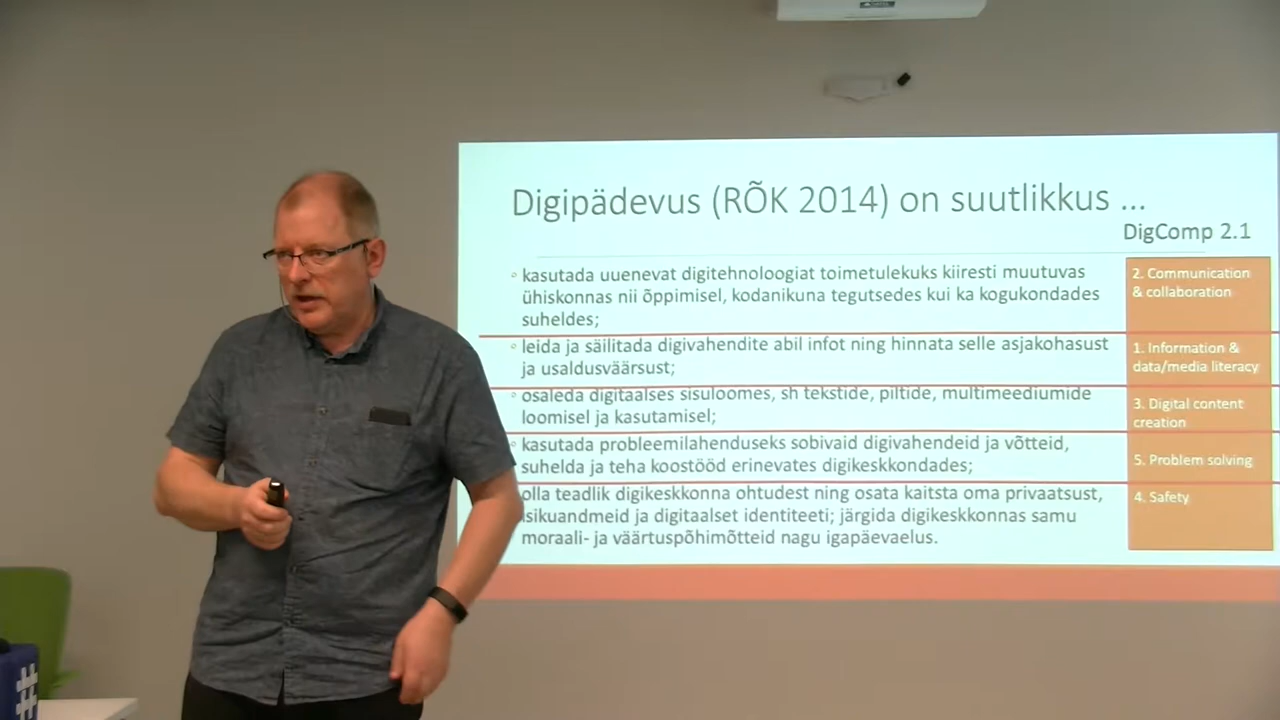 Digipädevus (RÕK 2014) on suutlikkus ...
DigComp 2.1
kasutada uuenevat digitehnoloogiat toimetulekuks kiiresti muutuvas
ühiskonnas nii õppimisel, kodanikuna tegutsedes kui ka kogukondades
suheldes;
2. Communication
& collaboration
leida ja säilitada digivahendite abil infot ning hinnata selle asjakohasust
ja usaldusväärsust;
1. Information &
data/media literacy
osaleda digitaalses sisuloomes, sh tekstide, piltide, multimeediumide
loomisel ja kasutamisel;
3. Digital content
creation
kasutada probleemilahenduseks sobivaid digivahendeid ja võtteid,
suhelda ja teha koostööd erinevates digikeskkondades;
5. Problem solving
olla teadlik digikeskkonna ohtudest ning osata kaitsta oma privaatsust,
isikuandmeid ja digitaalset identiteeti; järgida digikeskkonnas samu
moraali- ja väärtuspõhimõtteid nagu igapäevaelus.
4. Safety
#